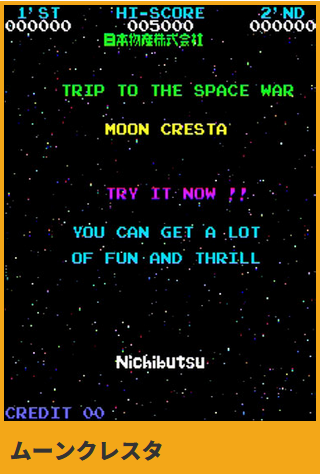 1'ST HI-SCORE 2'ND
000000 005000 000000
日本物産株式会社
TRIP TO THE SPACE WAR
MOON CRESTA
TRY IT NOW !!
YOU CAN GET A LOT
OF FUN AND THRILL
Nichibutsu
CREDIT 00
ムーンクレスタ